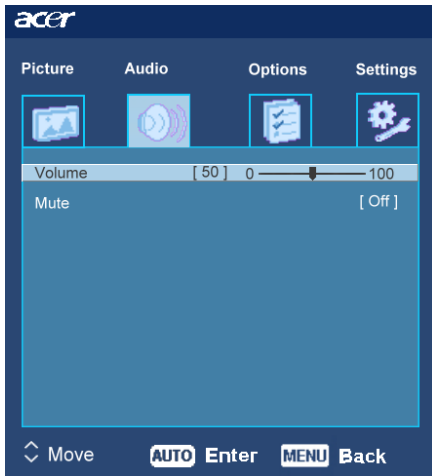 acer
Picture Audio Options Settings
Volume [ 50 ] 0 100
Mute [ Off ]
Move AUTO Enter MENU Back